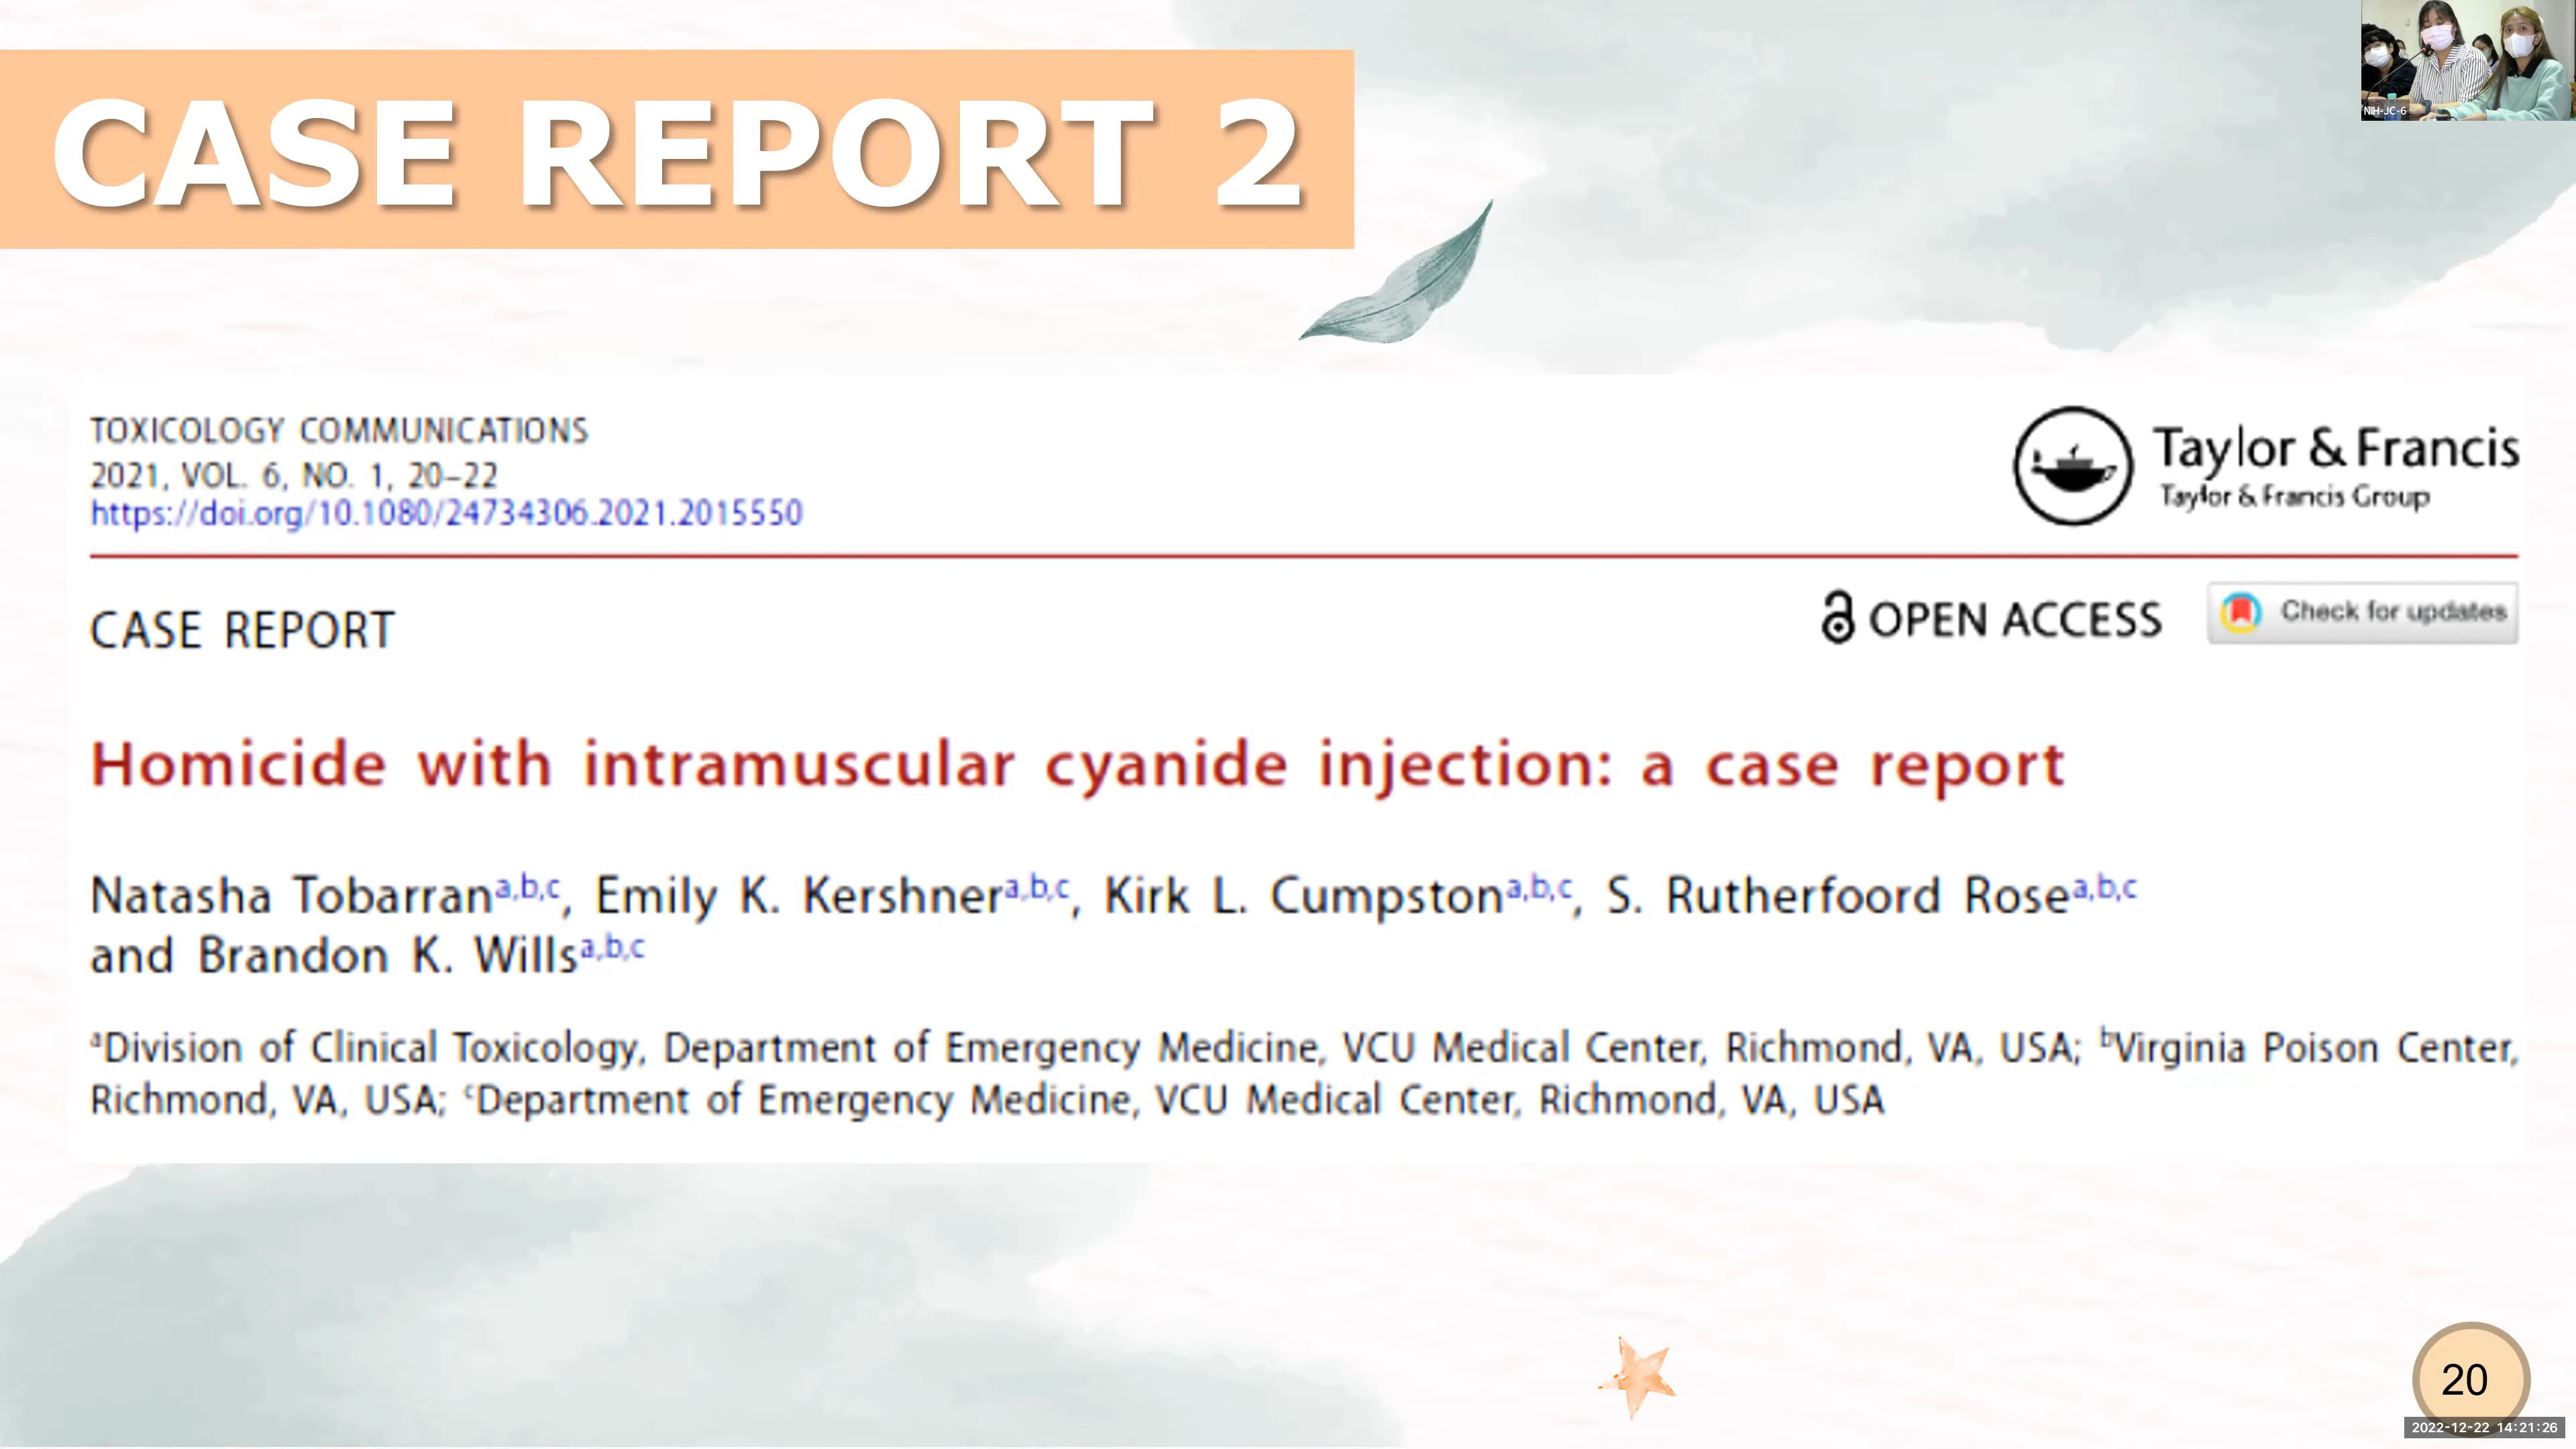 CASE REPORT 2
NIH-JC-6
TOXICOLOGY COMMUNICATIONS
2021, VOL. 6, NO. 1, 20–22
https://doi.org/10.1080/24734306.2021.2015550
Taylor & Francis
Taylor & Francis Group
CASE REPORT
OPEN ACCESS
Check for updates
Homicide with intramuscular cyanide injection: a case report
Natasha Tobarran^a,b,c, Emily K. Kershner^a,b,c, Kirk L. Cumpston^a,b,c, S. Rutherfoord Rose^a,b,c
and Brandon K. Wills^a,b,c
^aDivision of Clinical Toxicology, Department of Emergency Medicine, VCU Medical Center, Richmond, VA, USA; ^bVirginia Poison Center,
Richmond, VA, USA; ^cDepartment of Emergency Medicine, VCU Medical Center, Richmond, VA, USA
20
2022-12-22 14:21:26